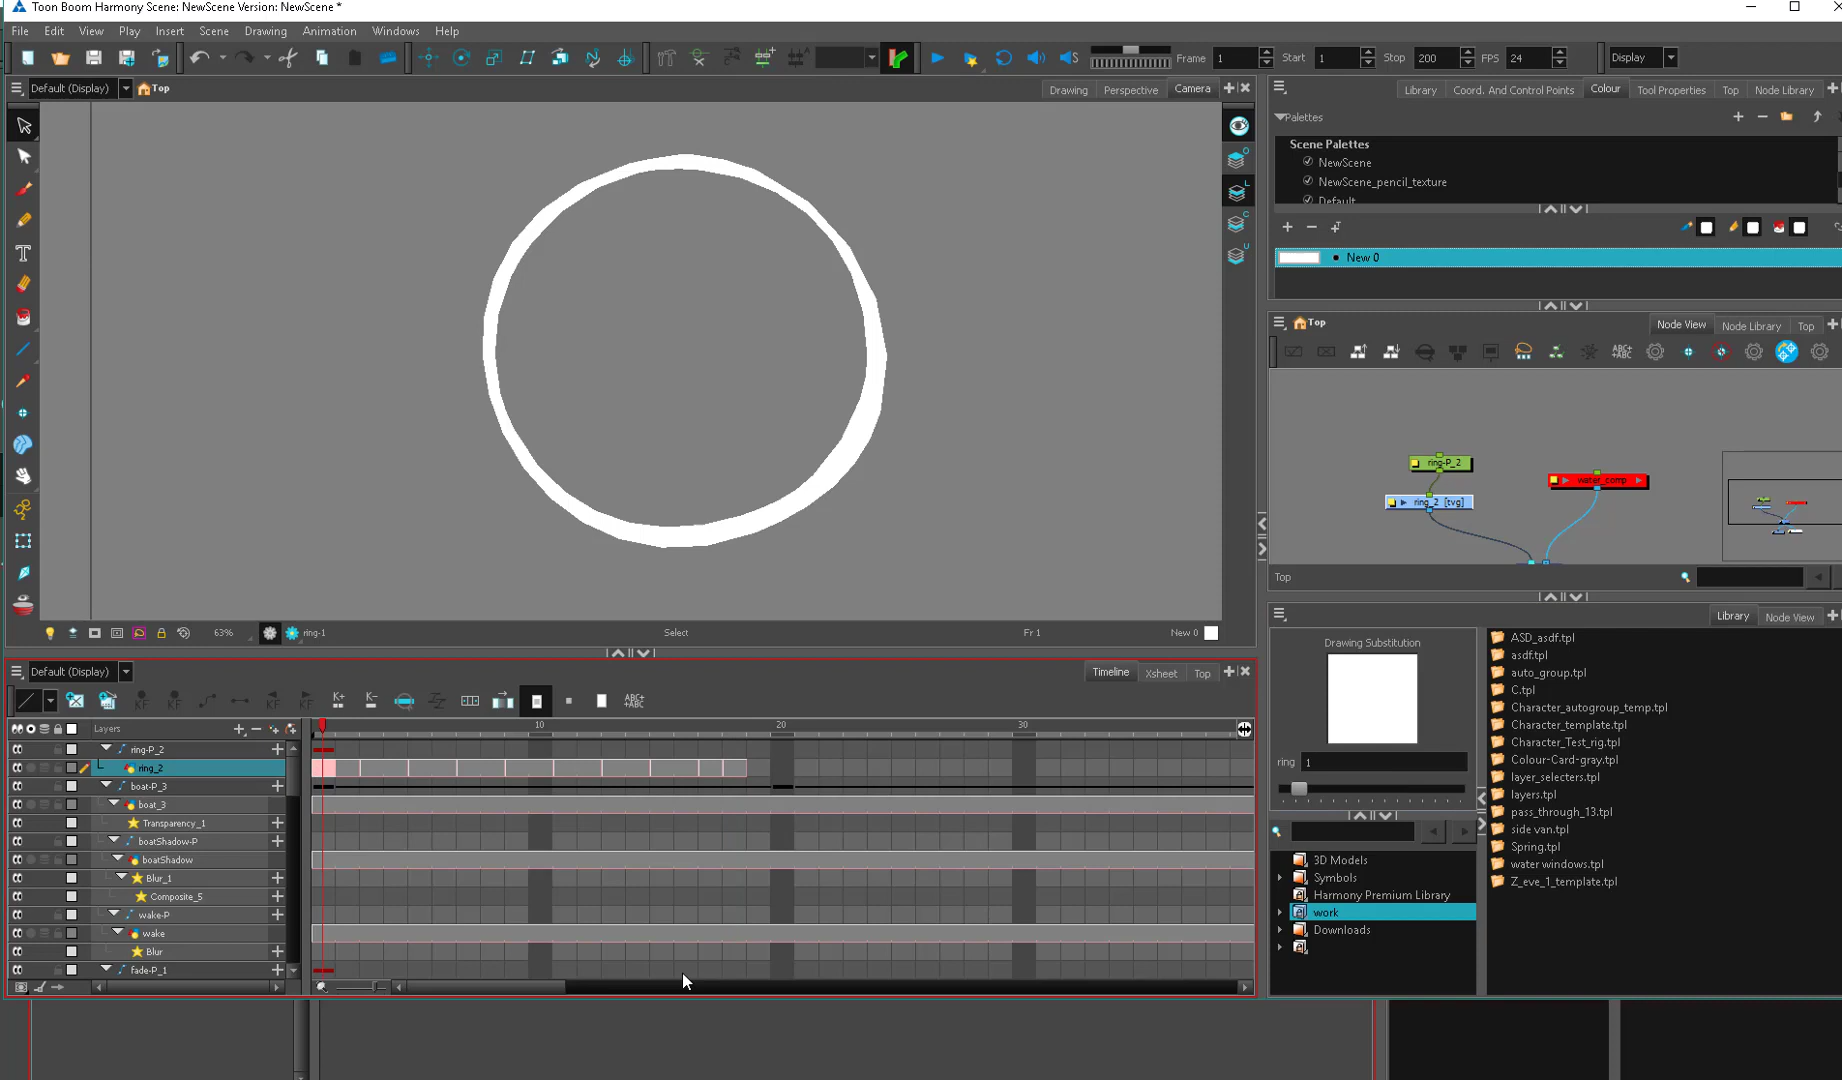 Toon Boom Harmony Scene: NewScene Version: NewScene *
File Edit View Play Insert Scene Drawing Animation Windows Help
Frame 1 Start 1 Stop 200 FPS 24 Display
Default (Display) Top Drawing Perspective Camera
Library Coord. And Control Points Colour Tool Properties Top Node Library
Palettes
Scene Palettes
NewScene
NewScene_pencil_texture
Default
New 0
Top Node View Node Library Top
ring-P_2
water_comp
ring_2 [tvg]
Top
63% ring-1 Select Fr 1 New 0
Library Node View
Drawing Substitution
ring 1
3D Models
Symbols
Harmony Premium Library
work
Downloads
ASD_asdf.tpl
asdf.tpl
auto_group.tpl
C.tpl
Character_autogroup_temp.tpl
Character_template.tpl
Character_Test_rig.tpl
Colour-Card-gray.tpl
layer_selecters.tpl
layers.tpl
pass_through_13.tpl
side van.tpl
Spring.tpl
water windows.tpl
Z_eve_1_template.tpl
Default (Display) Timeline Xsheet Top
Layers 10 20 30
ring-P_2
ring_2
boat-P_3
boat_3
Transparency_1
boatShadow-P
boatShadow
Blur_1
Composite_5
wake-P
wake
Blur
fade-P_1